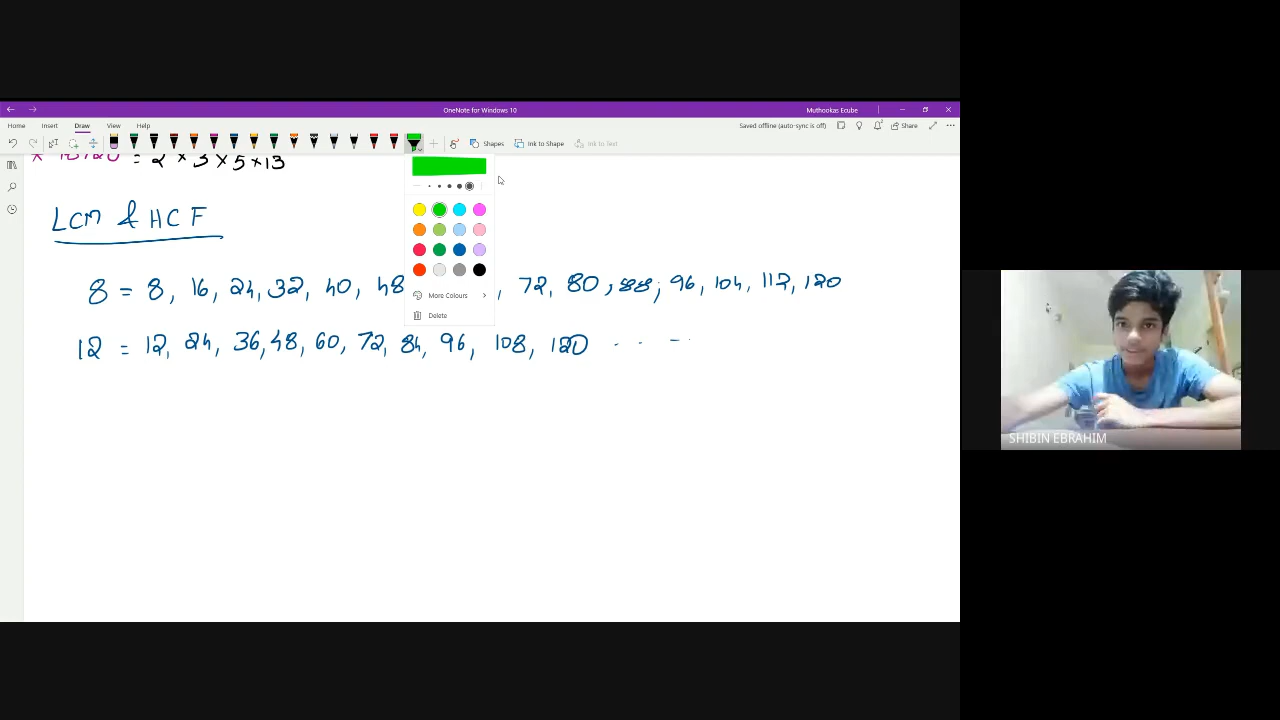 OneNote for Windows 10
Muthookas Ecube
Home Insert Draw View Help
Saved offline (auto-sync is off) Share
Shapes Ink to Shape Ink to Text
= 2 × 3 × 5 × 13
LCM & HCF
8 = 8, 16, 24, 32, 40, 48 , 72, 80, 88, 96, 104, 112, 120
12 = 12, 24, 36, 48, 60, 72, 84, 96, 108, 120 . . . .
More Colours
Delete
SHIBIN EBRAHIM